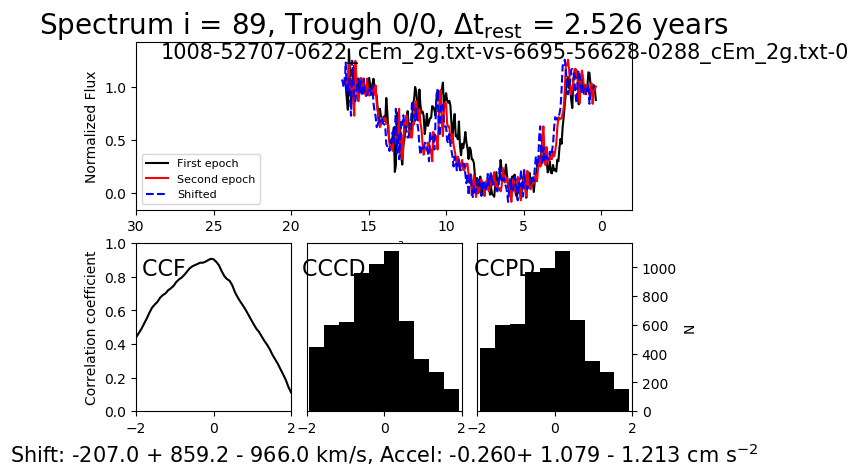 Spectrum i = 89, Trough 0/0, Δt_rest = 2.526 years
1008-52707-0622_cEm_2g.txt-vs-6695-56628-0288_cEm_2g.txt-0
Normalized Flux
1.0
0.5
0.0
First epoch
Second epoch
Shifted
30 25 20 15 10 5 0
CCF
CCCD
CCPD
Correlation coefficient
1.0
0.8
0.6
0.4
0.2
0.0
1000
800
600
400
200
0
N
−2 0 2
−2 0 2
−2 0 2
Shift: -207.0 + 859.2 - 966.0 km/s, Accel: -0.260+ 1.079 - 1.213 cm s⁻²